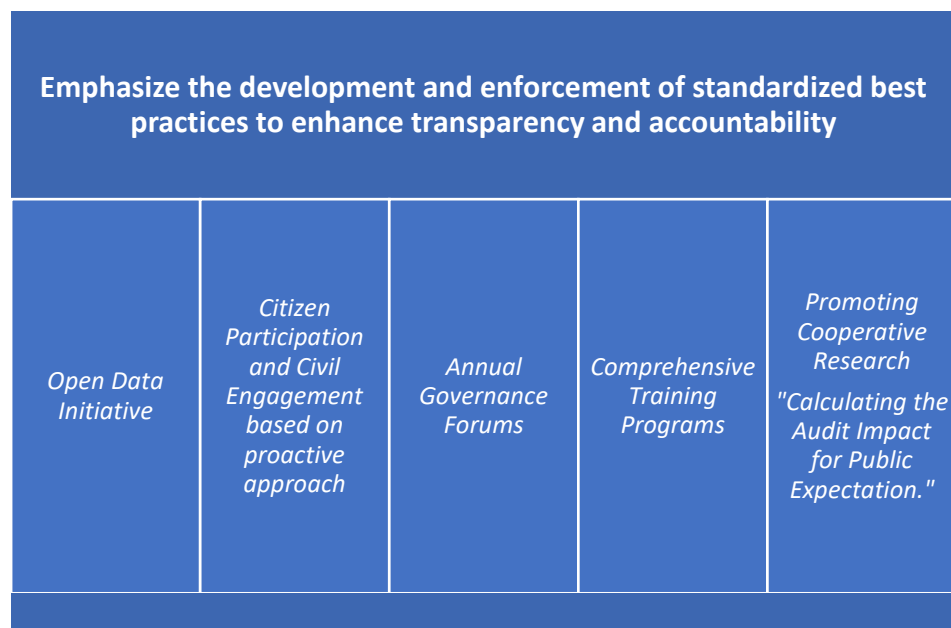 Emphasize the development and enforcement of standardized best
practices to enhance transparency and accountability
Open Data
Initiative
Citizen
Participation
and Civil
Engagement
based on
proactive
approach
Annual
Governance
Forums
Comprehensive
Training
Programs
Promoting
Cooperative
Research
"Calculating the
Audit Impact
for Public
Expectation."